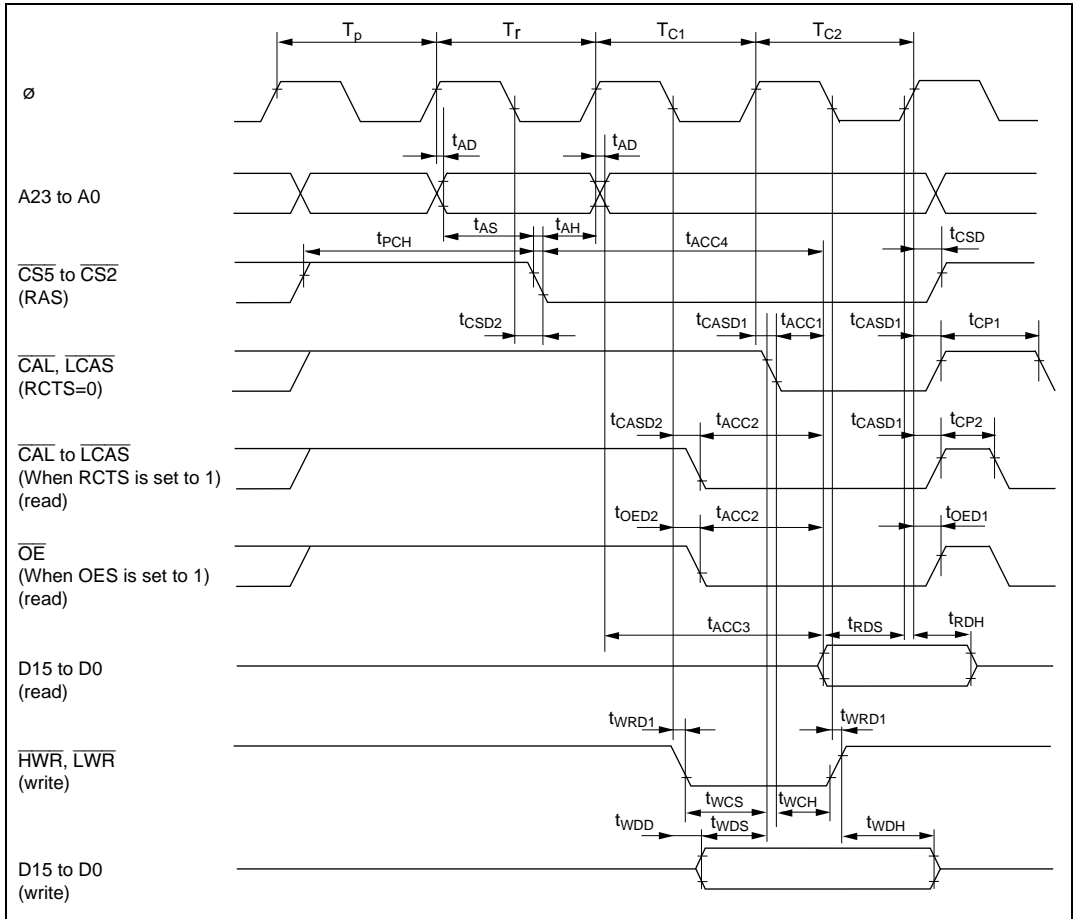 Tp Tr TC1 TC2
ø
tAD tAD
A23 to A0
tAS tAH
tPCH tACC4 tCSD
CS5 to CS2
(RAS)
tCSD2 tCASD1 tACC1 tCASD1 tCP1
CAL, LCAS
(RCTS=0)
tCASD2 tACC2 tCASD1 tCP2
CAL to LCAS
(When RCTS is set to 1)
(read)
tOED2 tACC2 tOED1
OE
(When OES is set to 1)
(read)
tACC3 tRDS tRDH
D15 to D0
(read)
tWRD1 tWRD1
HWR, LWR
(write)
tWCS tWCH
tWDD tWDS tWDH
D15 to D0
(write)